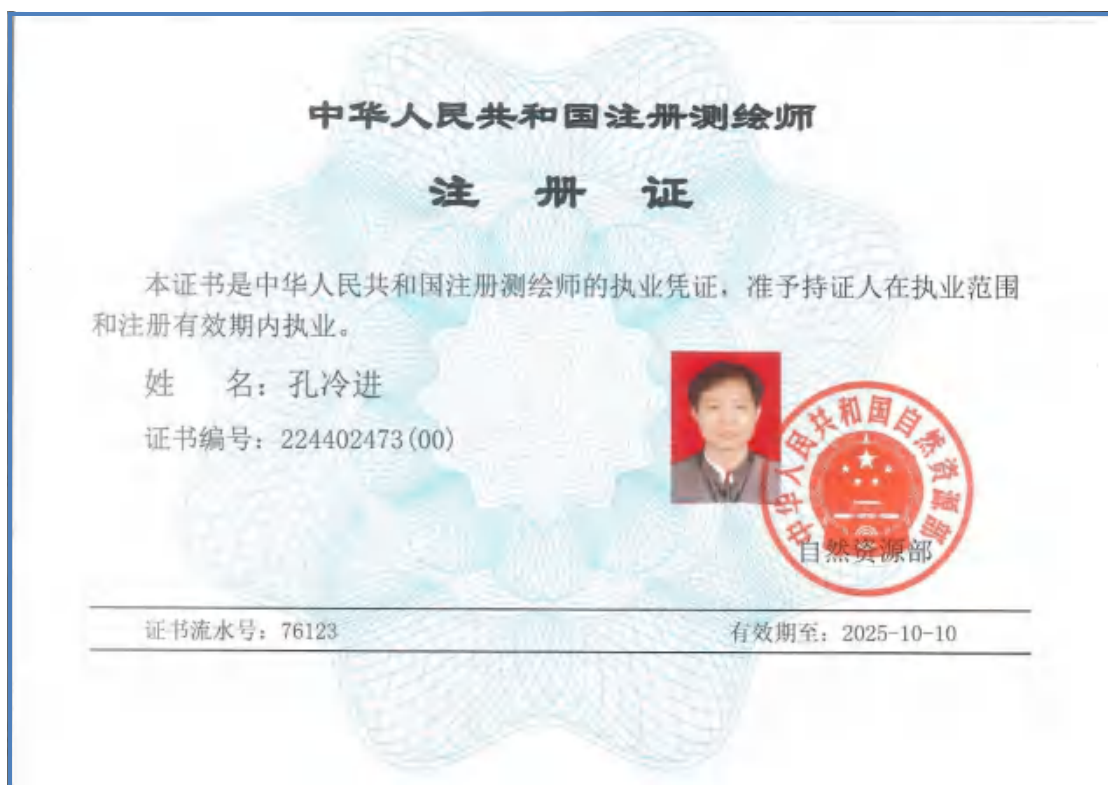 中华人民共和国注册测绘师
注 册 证
本证书是中华人民共和国注册测绘师的执业凭证，准予持证人在执业范围
和注册有效期内执业。
姓 名：孔冷进
证书编号：224402473(00)
中华人民共和国自然资源部
自然资源部
证书流水号：76123
有效期至：2025-10-10